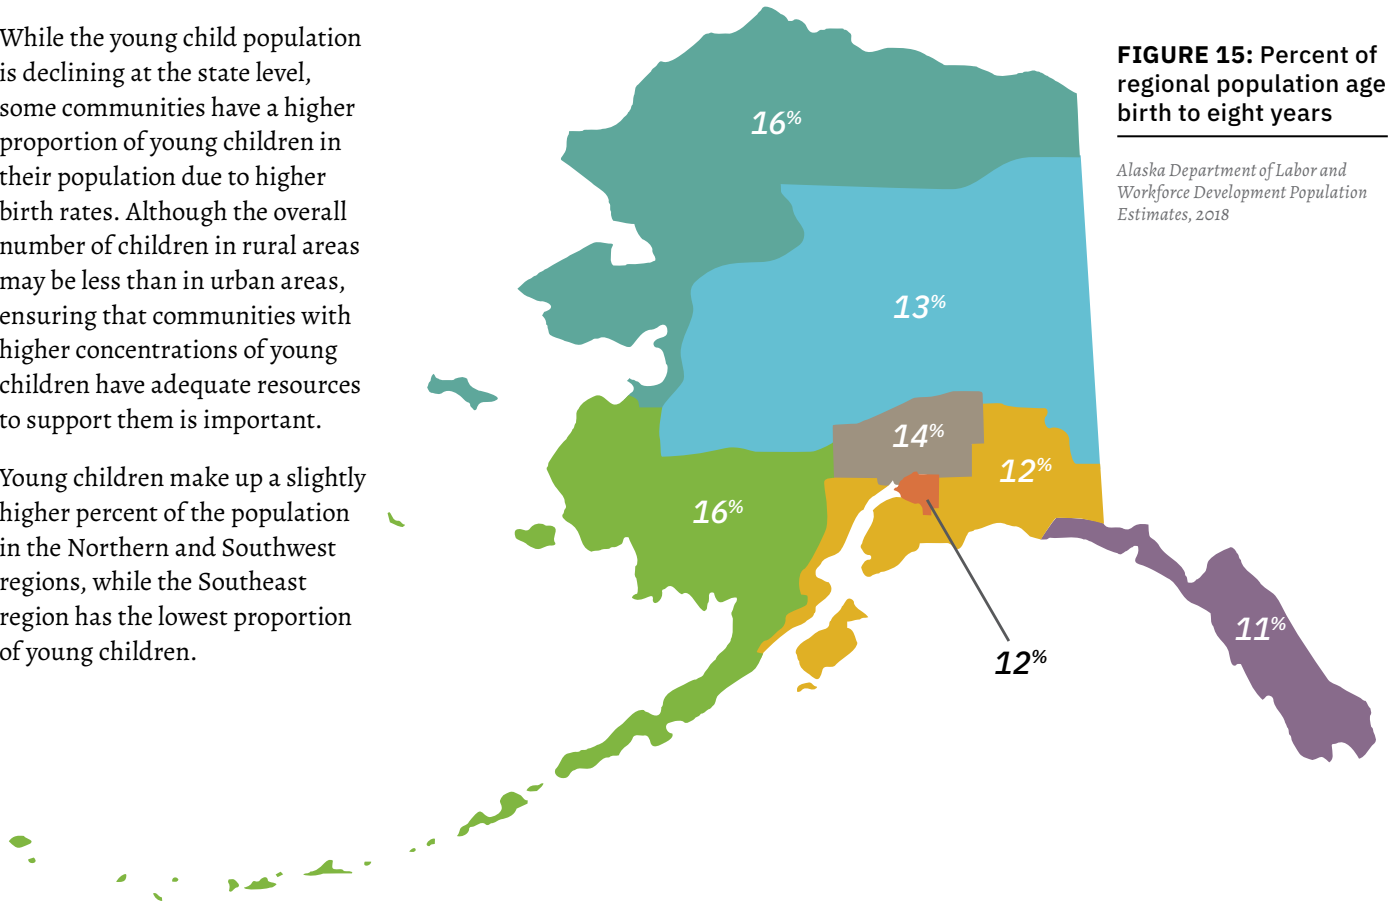 While the young child population
is declining at the state level,
some communities have a higher
proportion of young children in
their population due to higher
birth rates. Although the overall
number of children in rural areas
may be less than in urban areas,
ensuring that communities with
higher concentrations of young
children have adequate resources
to support them is important.
Young children make up a slightly
higher percent of the population
in the Northern and Southwest
regions, while the Southeast
region has the lowest proportion
of young children.
FIGURE 15: Percent of
regional population age
birth to eight years
Alaska Department of Labor and
Workforce Development Population
Estimates, 2018
16%
13%
14%
12%
16%
11%
12%